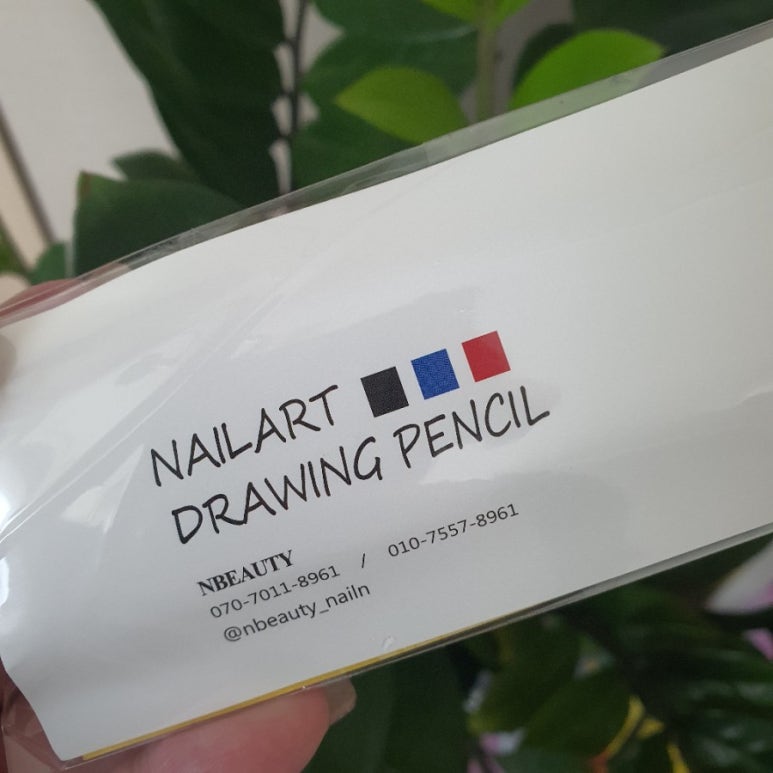 NAILART
DRAWING PENCIL
NBEAUTY
070-7011-8961 / 010-7557-8961
@nbeauty_nailn